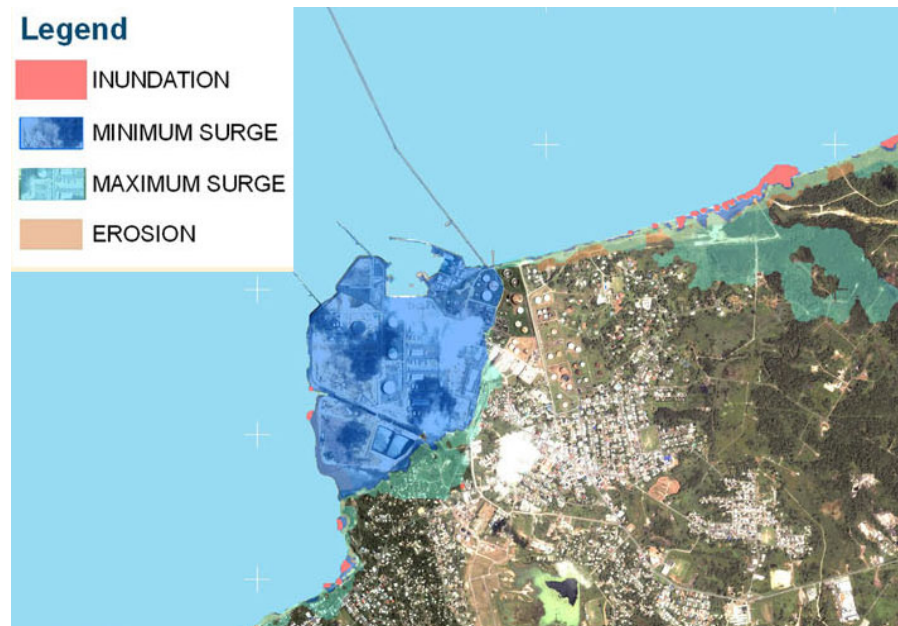 Legend
INUNDATION
MINIMUM SURGE
MAXIMUM SURGE
EROSION